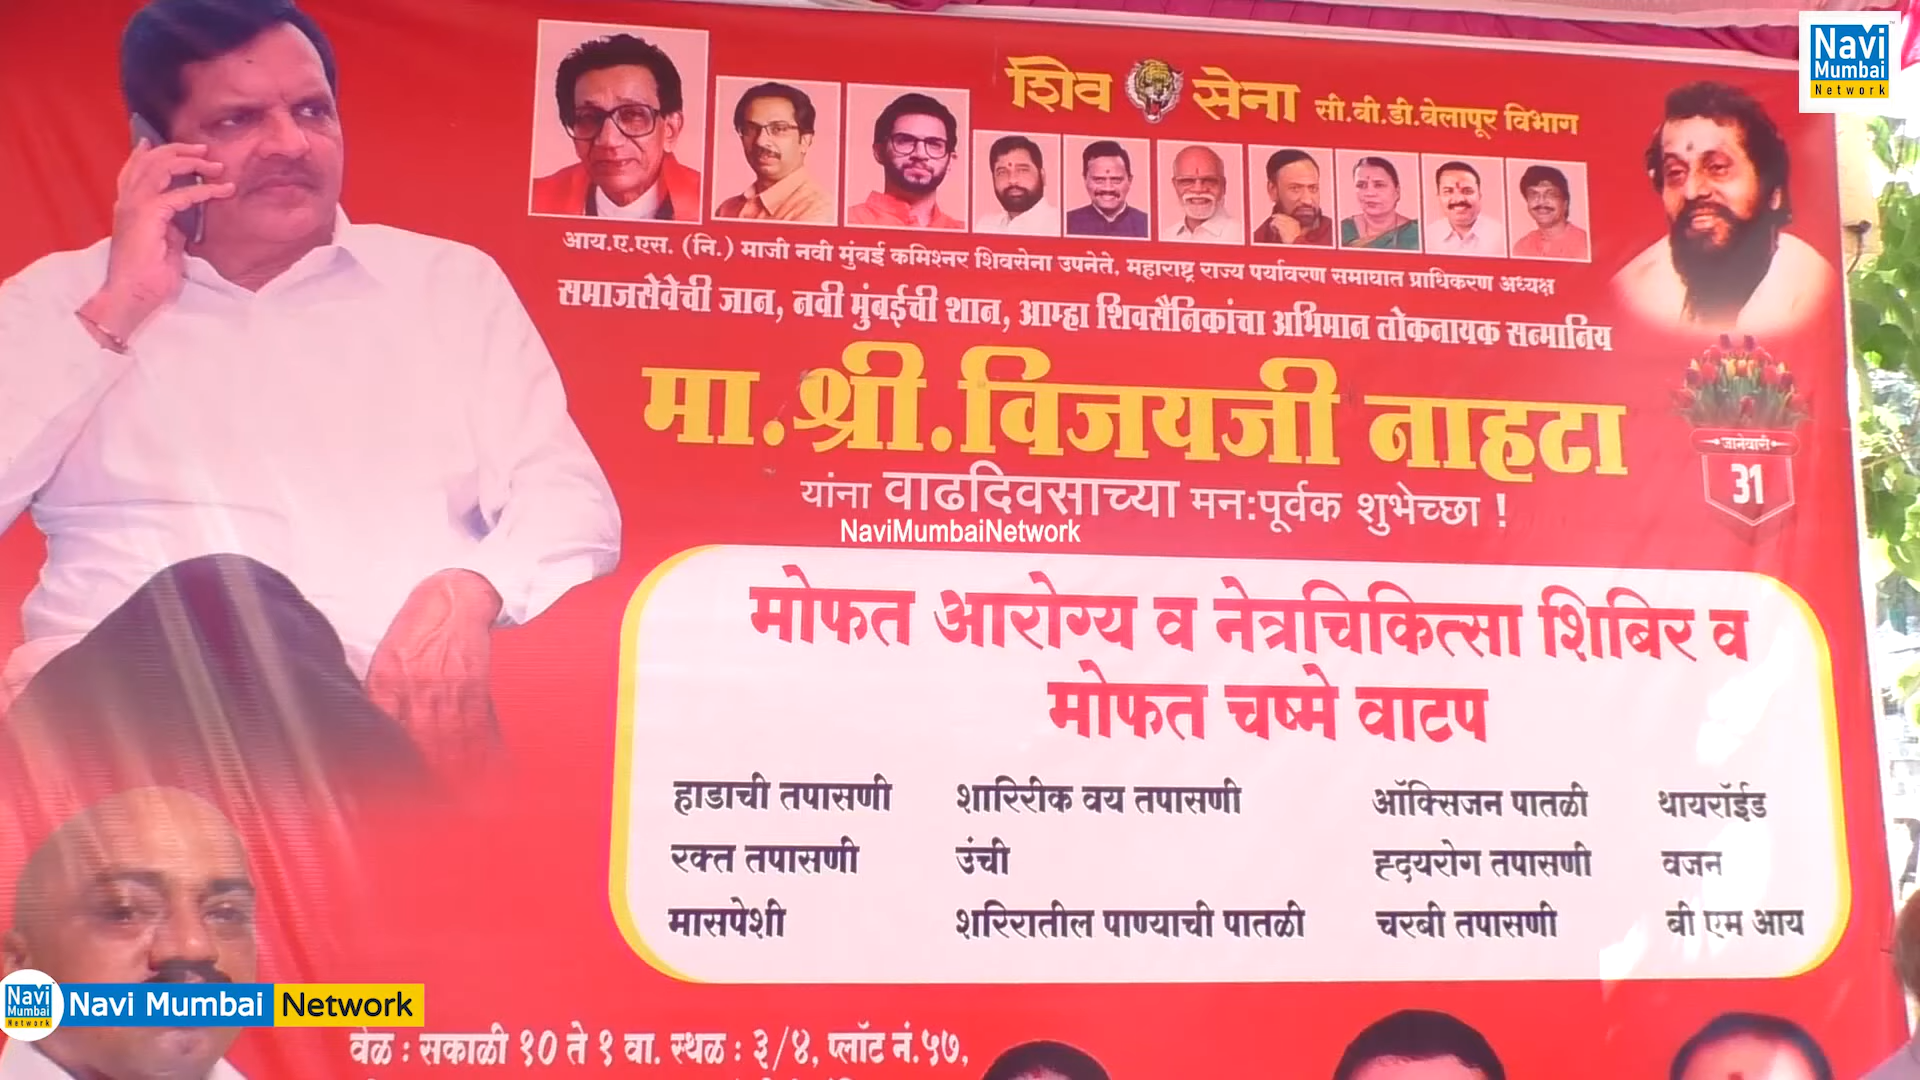 Navi
Mumbai
Network
शिव सेना सी.बी.डी.बेलापूर विभाग
आय.ए.एस. (नि.) माजी नवी मुंबई कमिश्नर शिवसेना उपनेते, महाराष्ट्र राज्य पर्यावरण समाघात प्राधिकरण अध्यक्ष
समाजसेवेची जान, नवी मुंबईची शान, आम्हा शिवसैनिकांचा अभिमान लोकनायक सन्मानिय
मा.श्री.विजयजी नाहटा
जानेवारी
31
यांना वाढदिवसाच्या मन:पूर्वक शुभेच्छा !
NaviMumbaiNetwork
मोफत आरोग्य व नेत्रचिकित्सा शिबिर व
मोफत चष्मे वाटप
हाडाची तपासणी शारिरीक वय तपासणी ऑक्सिजन पातळी थायरॉईड
रक्त तपासणी उंची ह्दयरोग तपासणी वजन
मासपेशी शरिरातील पाण्याची पातळी चरबी तपासणी बी एम आय
Navi
Mumbai
Network
Navi Mumbai Network
वेळ : सकाळी १० ते १ वा. स्थळ : ३/४, प्लॉट नं.५७,